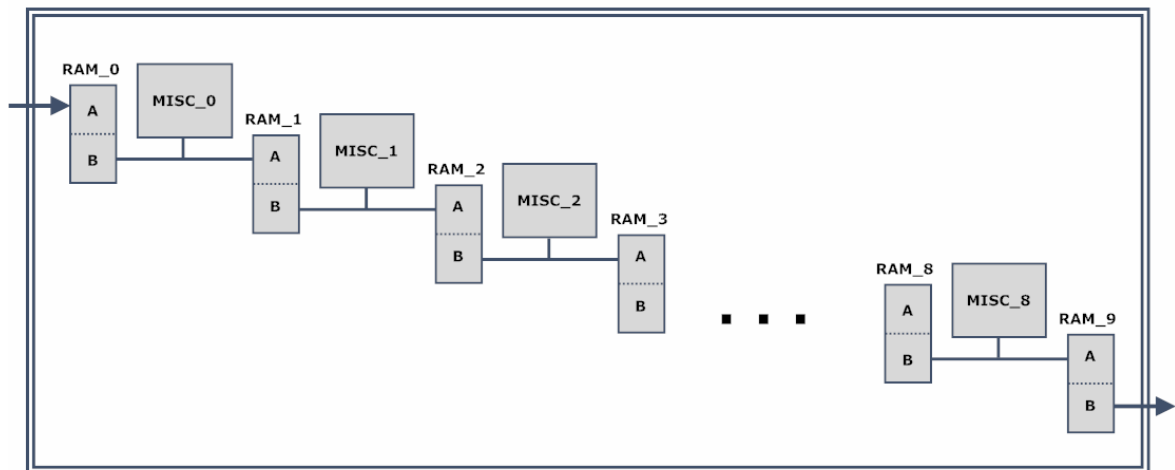 RAM_0
A
B
MISC_0
RAM_1
A
B
MISC_1
RAM_2
A
B
MISC_2
RAM_3
A
B
. . .
RAM_8
A
B
MISC_8
RAM_9
A
B